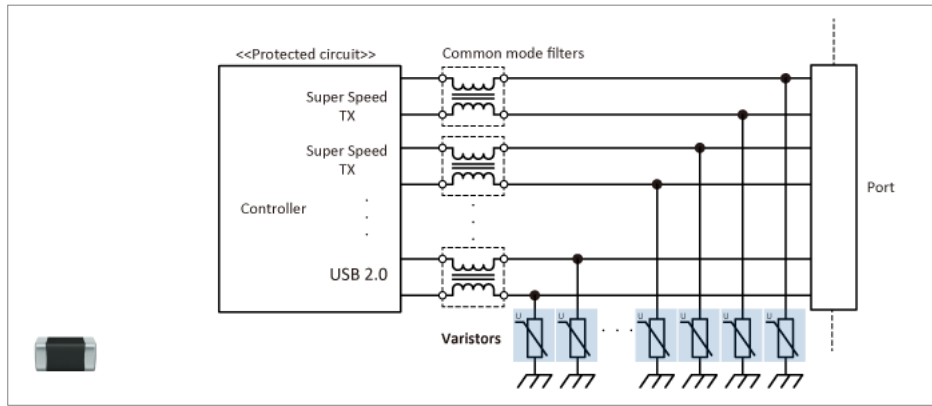 <<Protected circuit>>
Common mode filters
Super Speed
TX
Super Speed
TX
Controller
Port
USB 2.0
Varistors
U
U
U
U
U
U